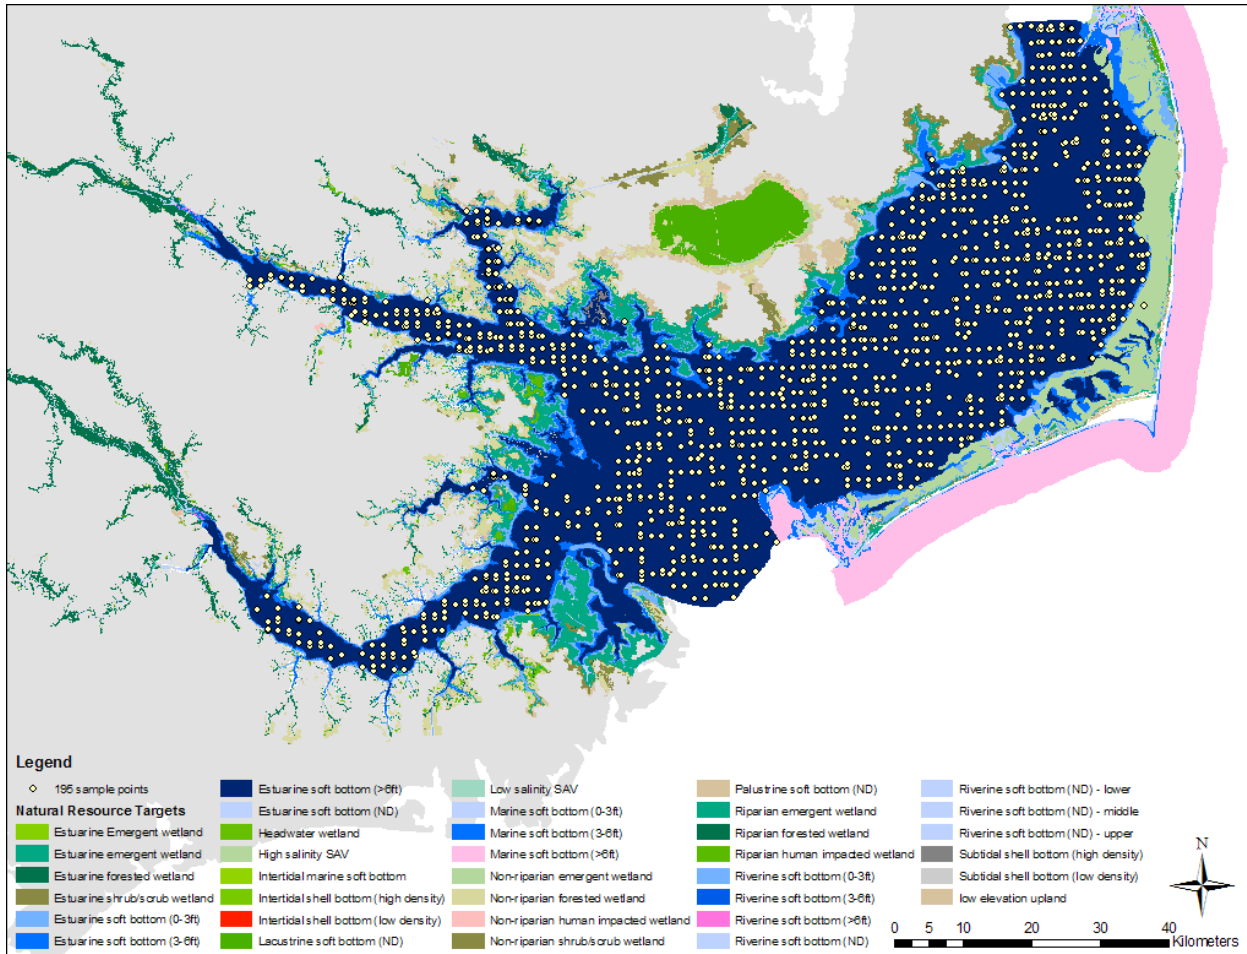 Legend
196 sample points
Natural Resource Targets
Estuarine Emergent wetland
Estuarine emergent wetland
Estuarine forested wetland
Estuarine shrub/scrub wetland
Estuarine soft bottom (0-3ft)
Estuarine soft bottom (3-6ft)
Estuarine soft bottom (>6ft)
Estuarine soft bottom (ND)
Headwater wetland
High salinity SAV
Intertidal marine soft bottom
Intertidal shell bottom (high density)
Intertidal shell bottom (low density)
Lacustrine soft bottom (ND)
Low salinity SAV
Marine soft bottom (0-3ft)
Marine soft bottom (3-6ft)
Marine soft bottom (>6ft)
Non-riparian emergent wetland
Non-riparian forested wetland
Non-riparian human impacted wetland
Non-riparian shrub/scrub wetland
Palustrine soft bottom (ND)
Riparian emergent wetland
Riparian forested wetland
Riparian human impacted wetland
Riverine soft bottom (0-3ft)
Riverine soft bottom (3-6ft)
Riverine soft bottom (>6ft)
Riverine soft bottom (ND)
Riverine soft bottom (ND) - lower
Riverine soft bottom (ND) - middle
Riverine soft bottom (ND) - upper
Subtidal shell bottom (high density)
Subtidal shell bottom (low density)
low elevation upland
N
0 5 10 20 30 40
Kilometers